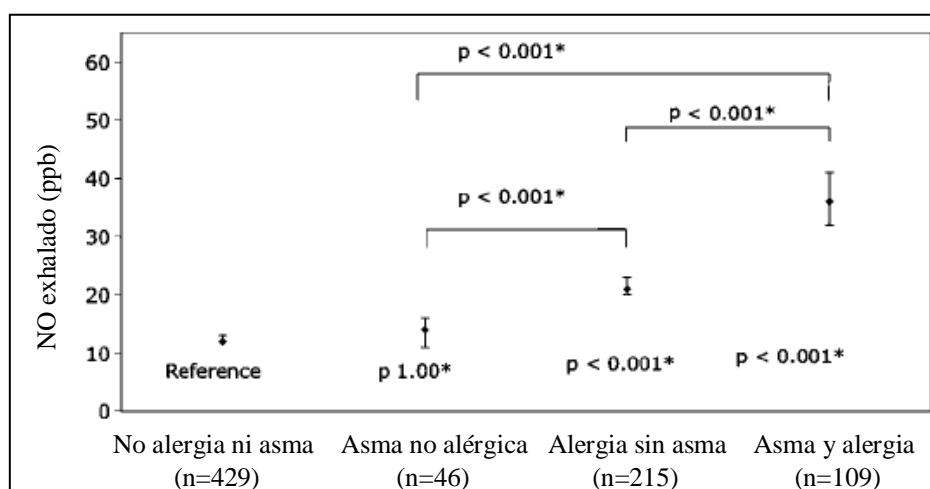 p < 0.001*
60
50
p < 0.001*
40
p < 0.001*
30
20
10
0
NO exhalado (ppb)
Reference
p 1.00*
p < 0.001*
p < 0.001*
No alergia ni asma
(n=429)
Asma no alérgica
(n=46)
Alergia sin asma
(n=215)
Asma y alergia
(n=109)